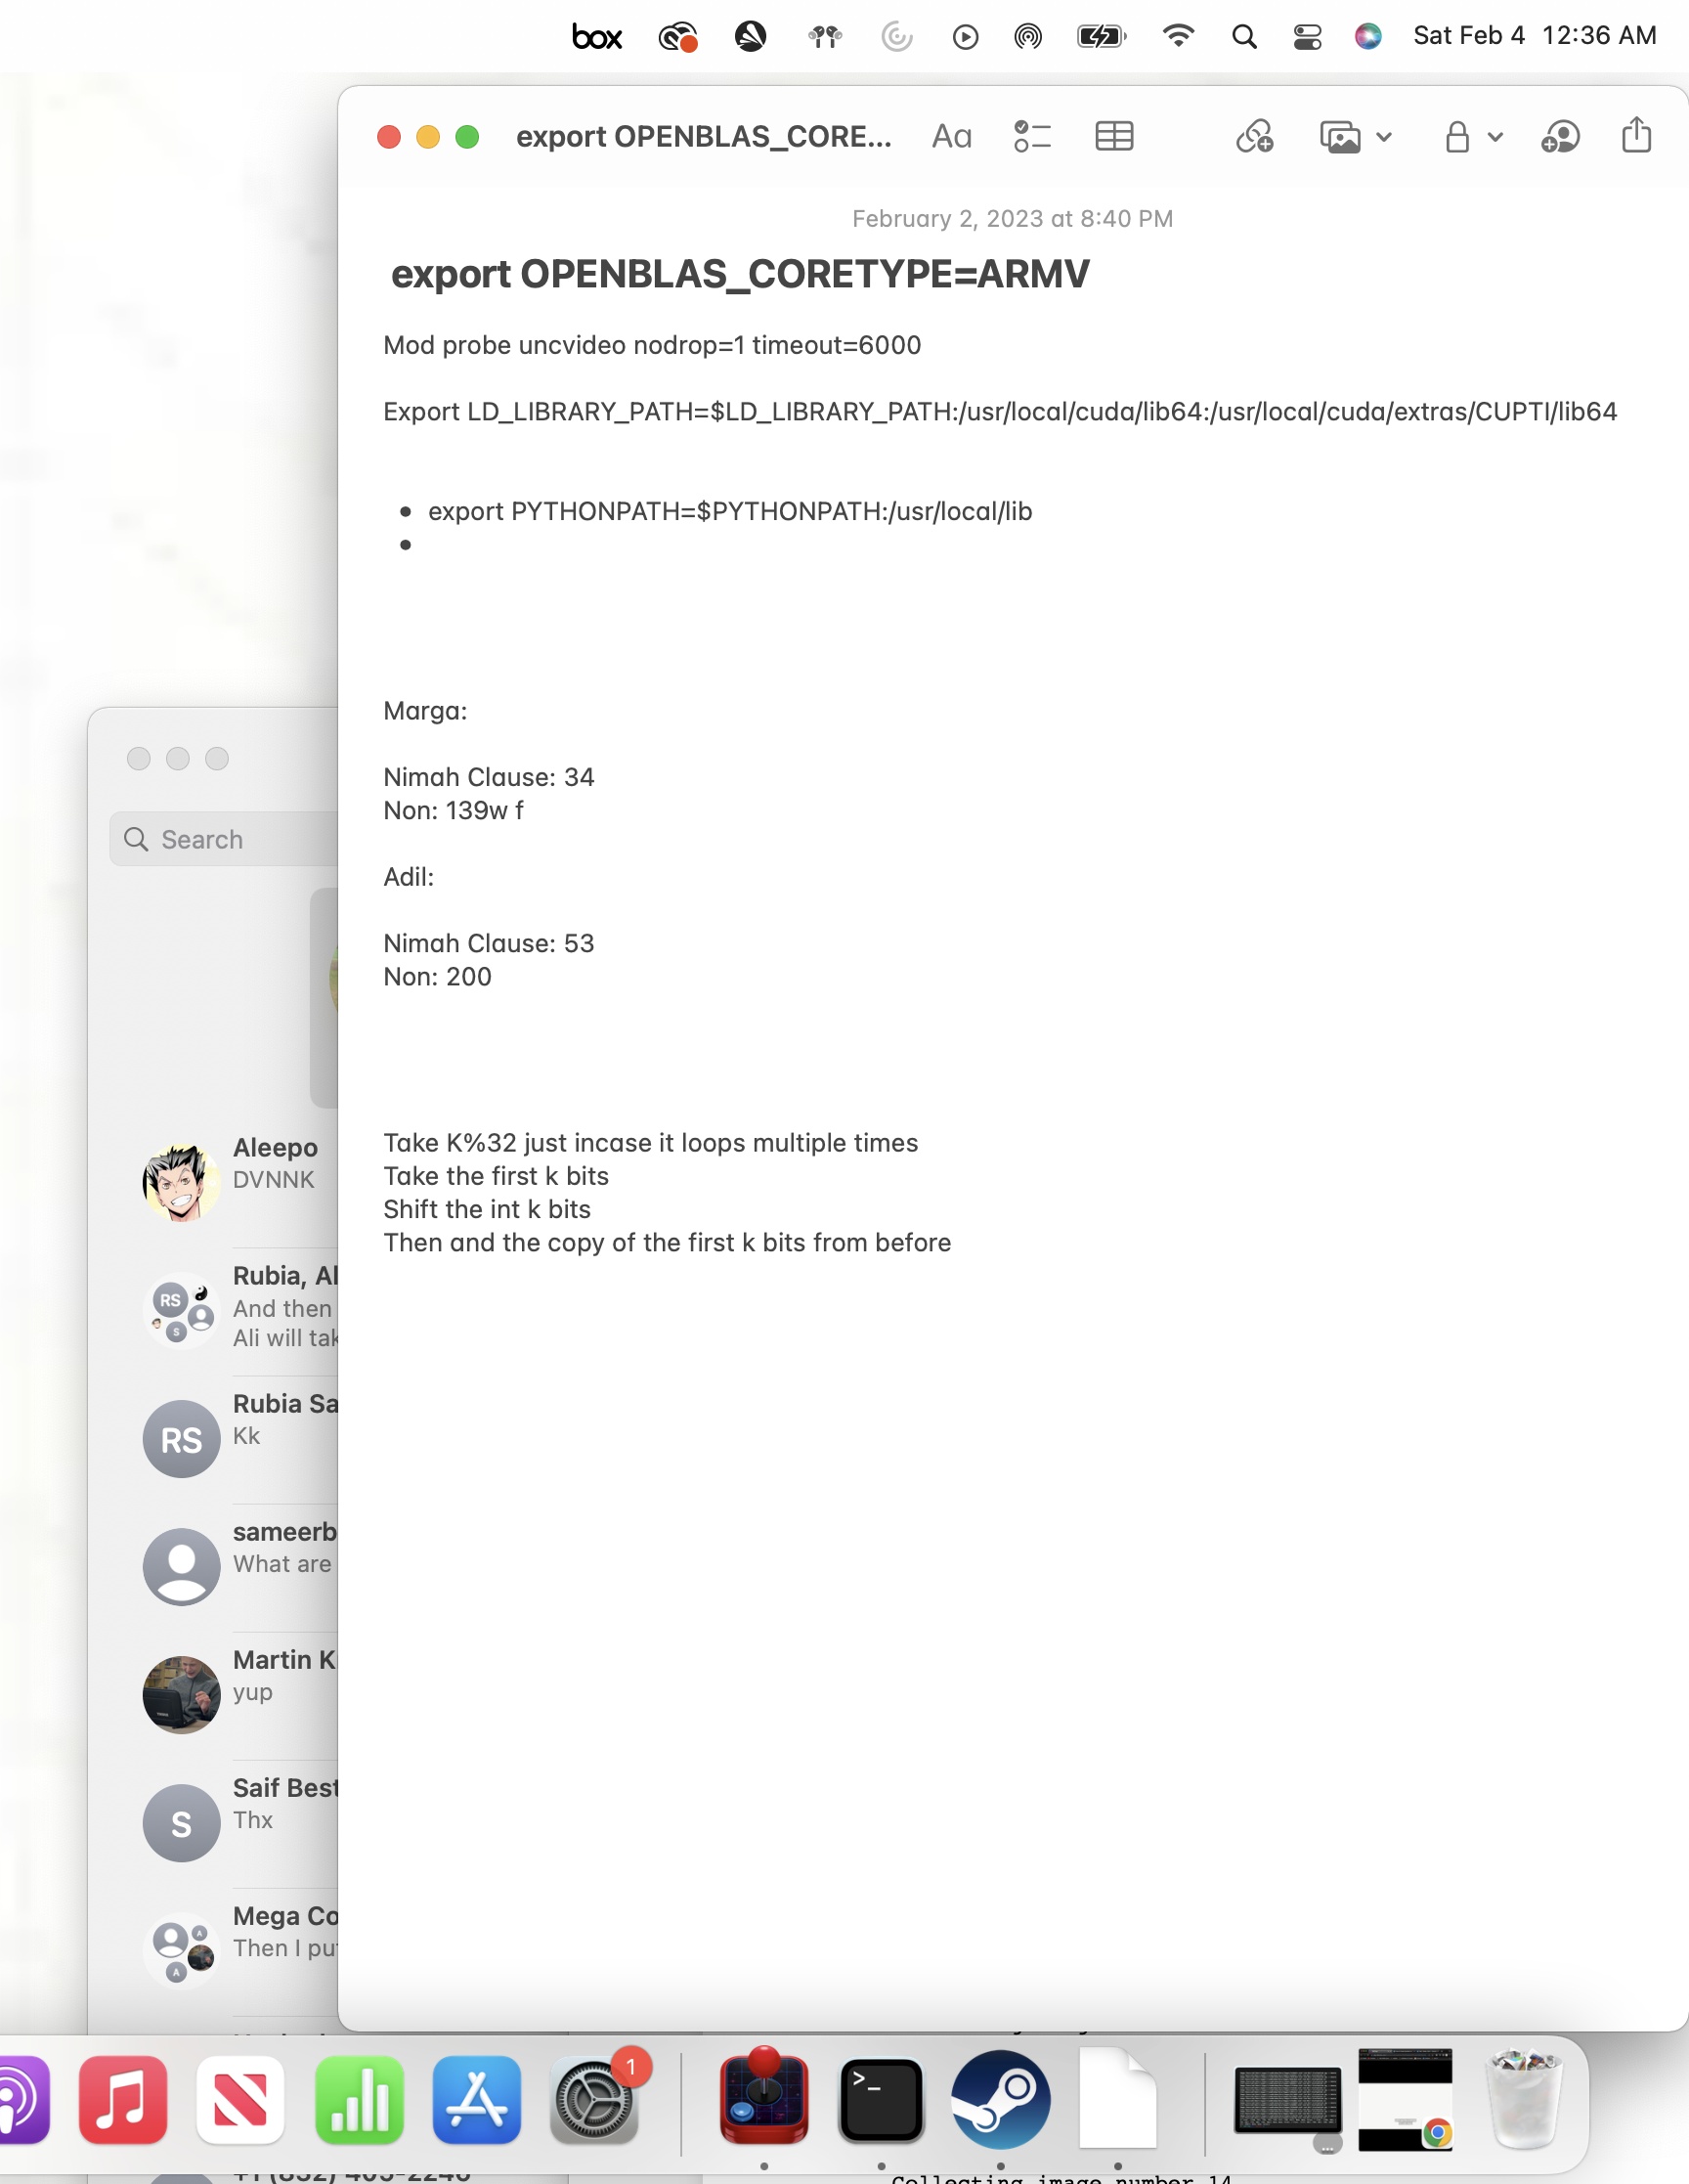 box
Sat Feb 4 12:36 AM
export OPENBLAS_CORE...
Aa
February 2, 2023 at 8:40 PM
export OPENBLAS_CORETYPE=ARMV
Mod probe uncvideo nodrop=1 timeout=6000
Export LD_LIBRARY_PATH=$LD_LIBRARY_PATH:/usr/local/cuda/lib64:/usr/local/cuda/extras/CUPTI/lib64
• export PYTHONPATH=$PYTHONPATH:/usr/local/lib
•
Marga:
Nimah Clause: 34
Non: 139w f
Adil:
Nimah Clause: 53
Non: 200
Take K%32 just incase it loops multiple times
Take the first k bits
Shift the int k bits
Then and the copy of the first k bits from before
Search
Aleepo
DVNNK
RS
S
Rubia, Al
And then
Ali will tak
RS
Rubia Sa
Kk
sameerb
What are
Martin K
yup
S
Saif Best
Thx
A
A
Mega Co
Then I pu
1
>_
+1 (832) 405-2240
Collecting image number 14